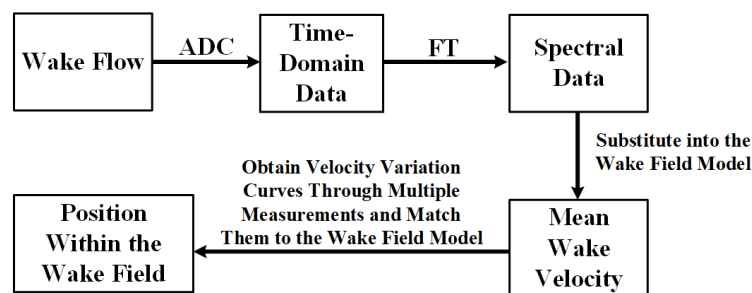 Wake Flow
ADC
Time-
Domain
Data
FT
Spectral
Data
Substitute into the
Wake Field Model
Mean
Wake
Velocity
Obtain Velocity Variation
Curves Through Multiple
Measurements and Match
Them to the Wake Field Model
Position
Within the
Wake Field